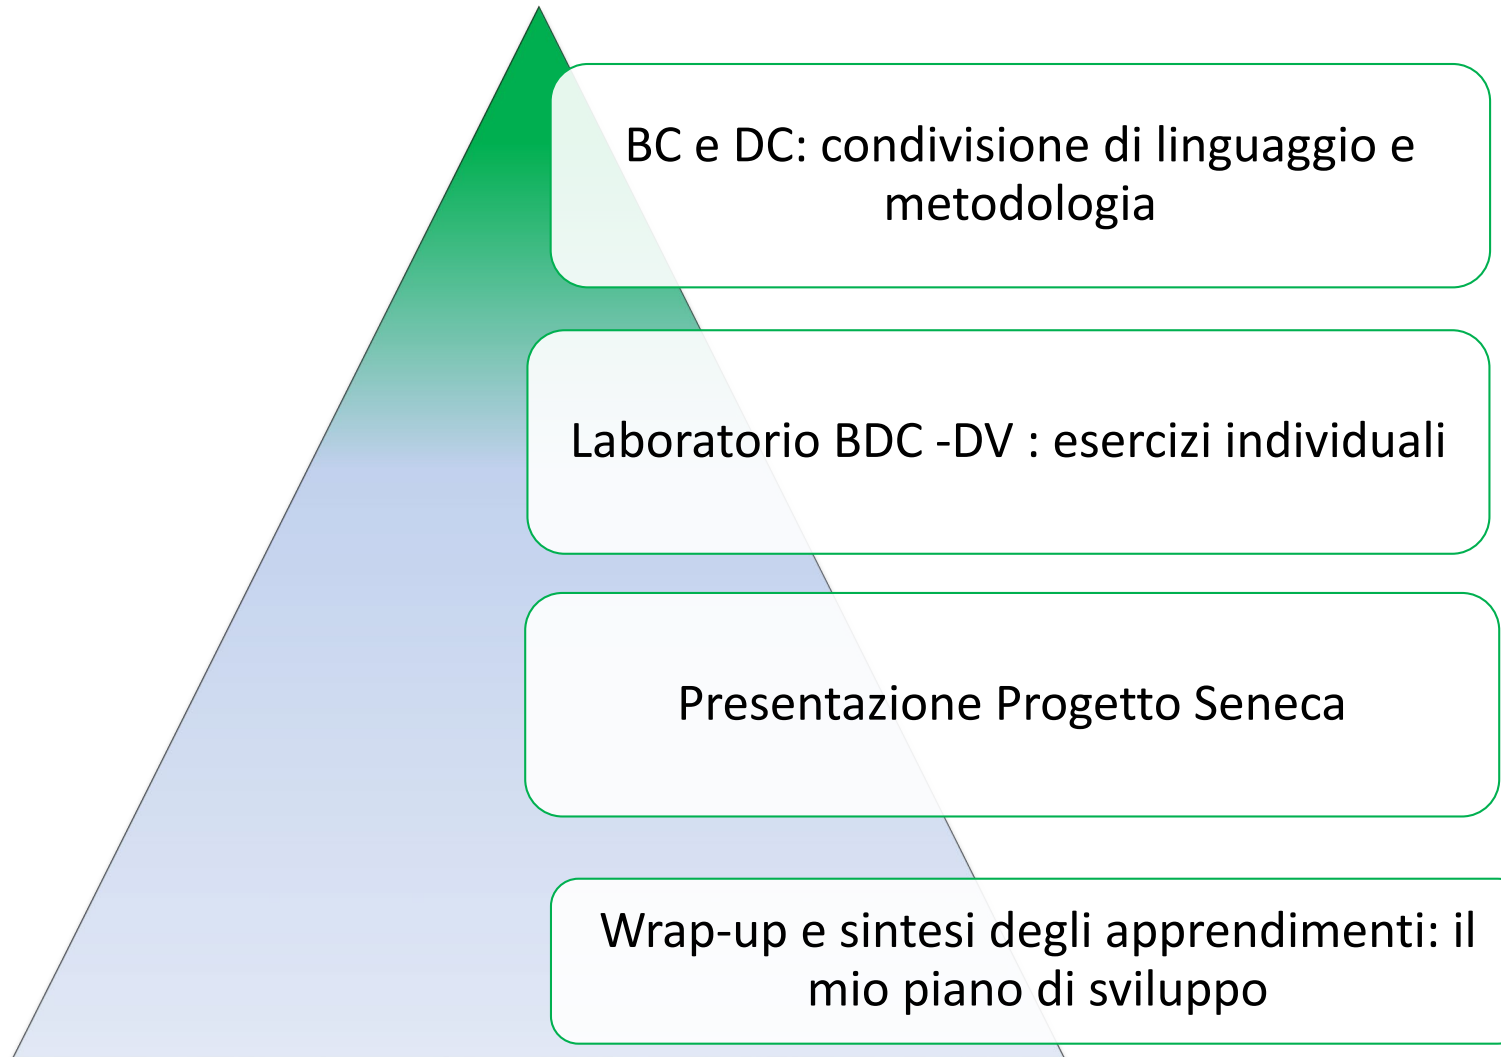 BC e DC: condivisione di linguaggio e
metodologia
Laboratorio BDC -DV : esercizi individuali
Presentazione Progetto Seneca
Wrap-up e sintesi degli apprendimenti: il
mio piano di sviluppo